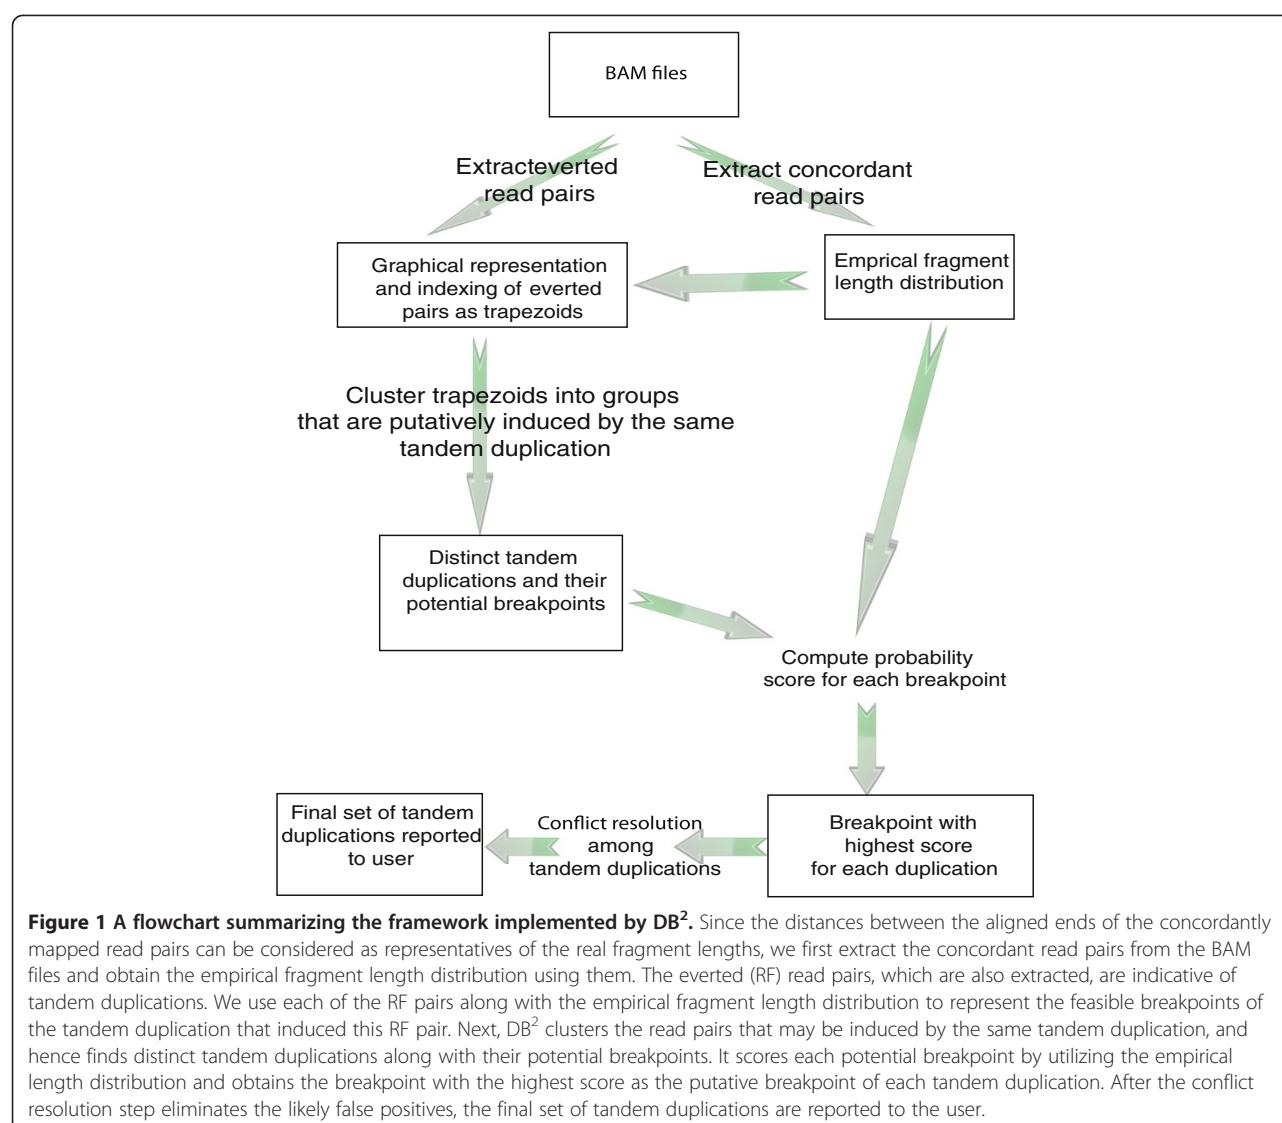 BAM files
Extracteverted
read pairs
Extract concordant
read pairs
Graphical representation
and indexing of everted
pairs as trapezoids
Emprical fragment
length distribution
Cluster trapezoids into groups
that are putatively induced by the same
tandem duplication
Distinct tandem
duplications and their
potential breakpoints
Compute probability
score for each breakpoint
Final set of tandem
duplications reported
to user
Conflict resolution
among
tandem duplications
Breakpoint with
highest score
for each duplication
Figure 1 A flowchart summarizing the framework implemented by DB². Since the distances between the aligned ends of the concordantly
mapped read pairs can be considered as representatives of the real fragment lengths, we first extract the concordant read pairs from the BAM
files and obtain the empirical fragment length distribution using them. The everted (RF) read pairs, which are also extracted, are indicative of
tandem duplications. We use each of the RF pairs along with the empirical fragment length distribution to represent the feasible breakpoints of
the tandem duplication that induced this RF pair. Next, DB² clusters the read pairs that may be induced by the same tandem duplication, and
hence finds distinct tandem duplications along with their potential breakpoints. It scores each potential breakpoint by utilizing the empirical
length distribution and obtains the breakpoint with the highest score as the putative breakpoint of each tandem duplication. After the conflict
resolution step eliminates the likely false positives, the final set of tandem duplications are reported to the user.